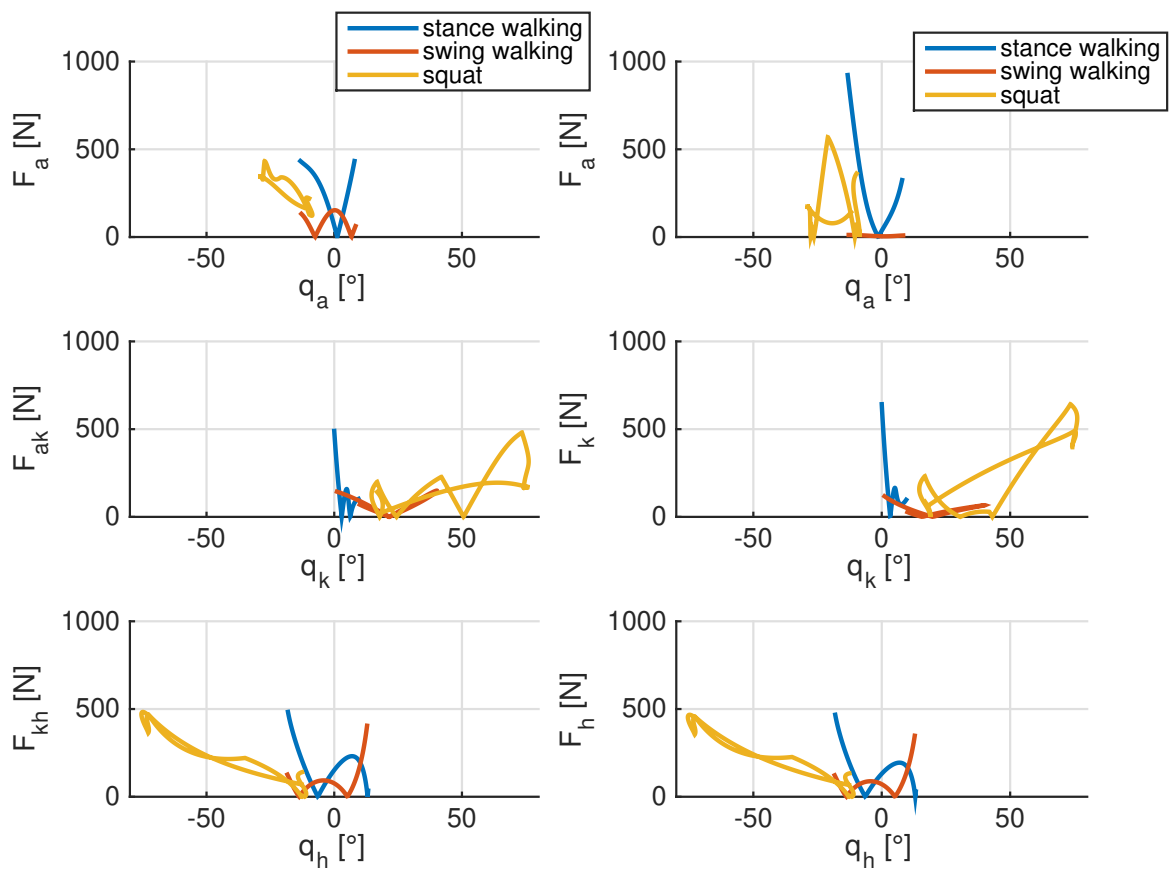 stance walking
swing walking
squat
stance walking
swing walking
squat
1000
500
0
F_a [N]
-50 0 50
q_a [°]
1000
500
0
F_a [N]
-50 0 50
q_a [°]
1000
500
0
F_ak [N]
-50 0 50
q_k [°]
1000
500
0
F_k [N]
-50 0 50
q_k [°]
1000
500
0
F_kh [N]
-50 0 50
q_h [°]
1000
500
0
F_h [N]
-50 0 50
q_h [°]